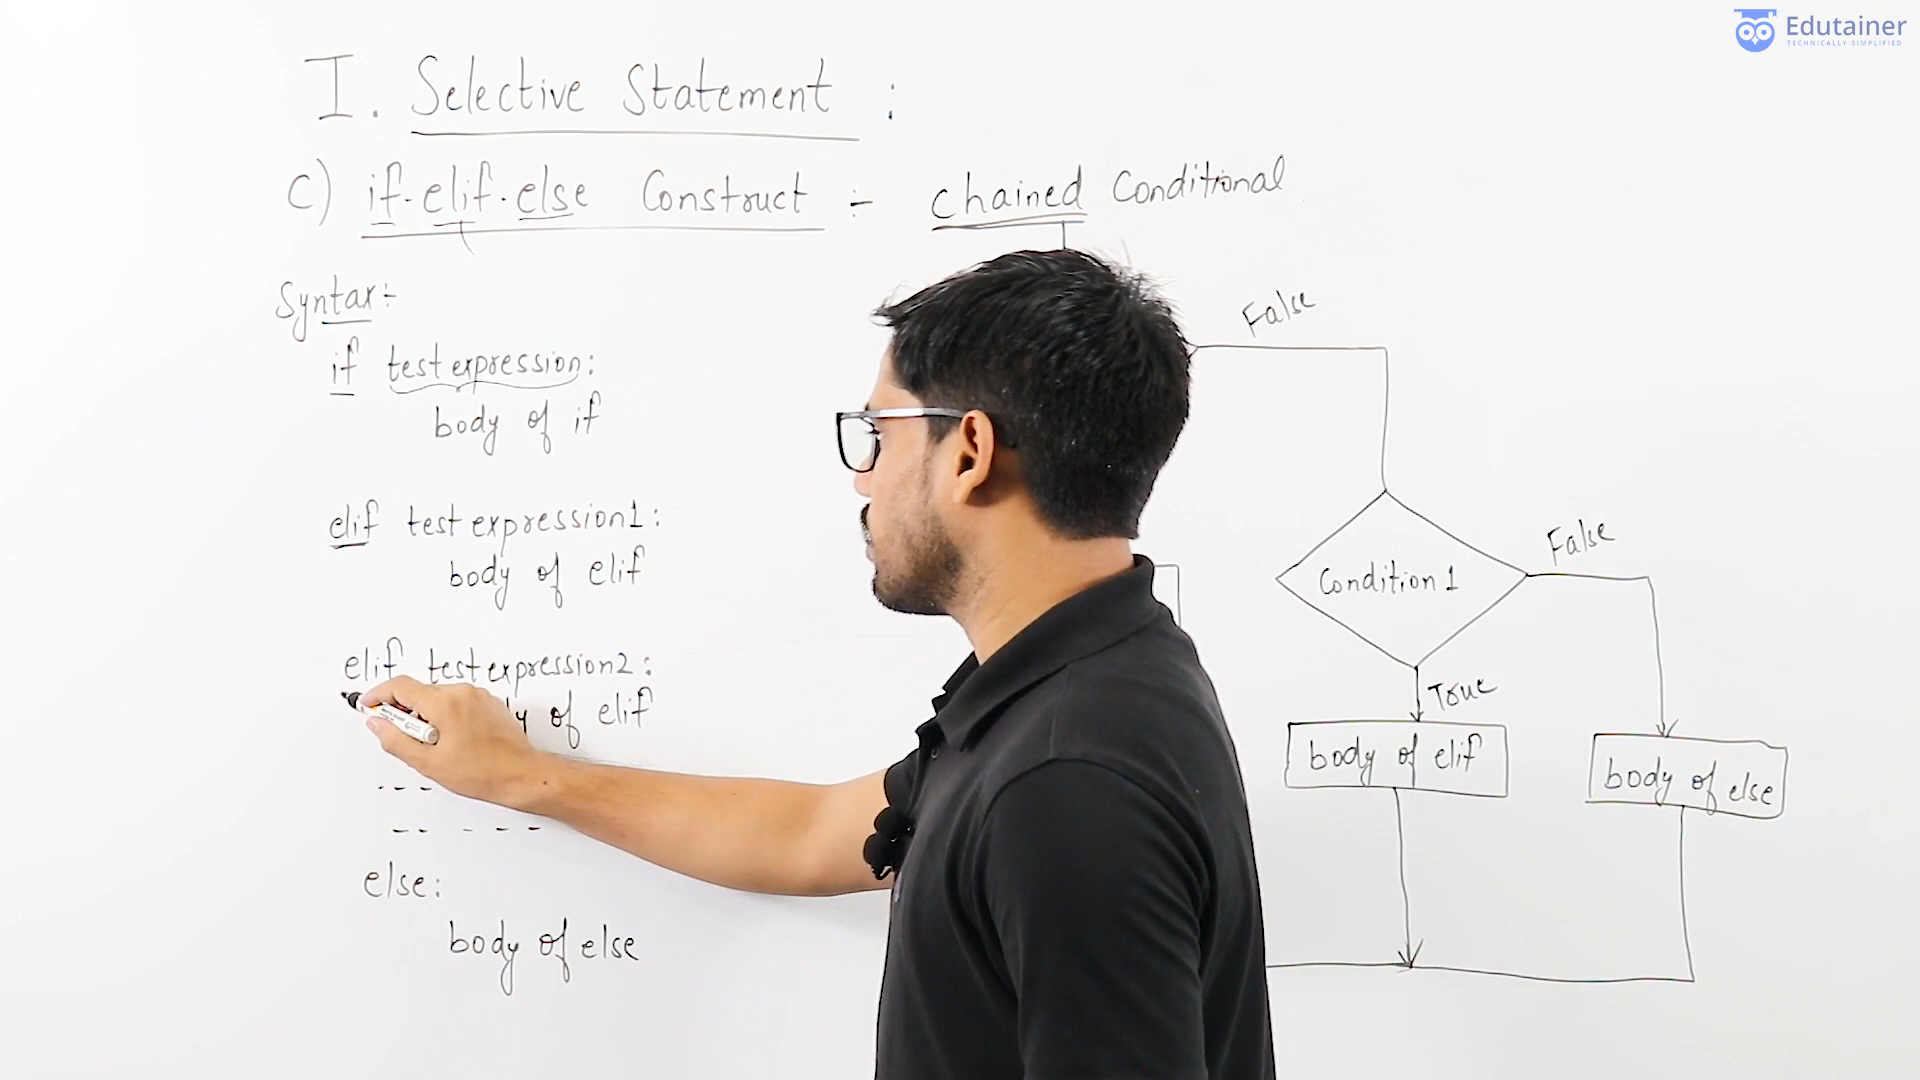 Edutainer
TECHNICALLY SIMPLIFIED
I. Selective Statement :
C) if-elif-else Construct :- chained Conditional
Syntax:-
if test expression:
body of if
elif test expression1:
body of elif
elif test expression2:
of elif
--- 
-- - - -
else:
body of else
False
Condition 1
False
True
body of elif
body of else